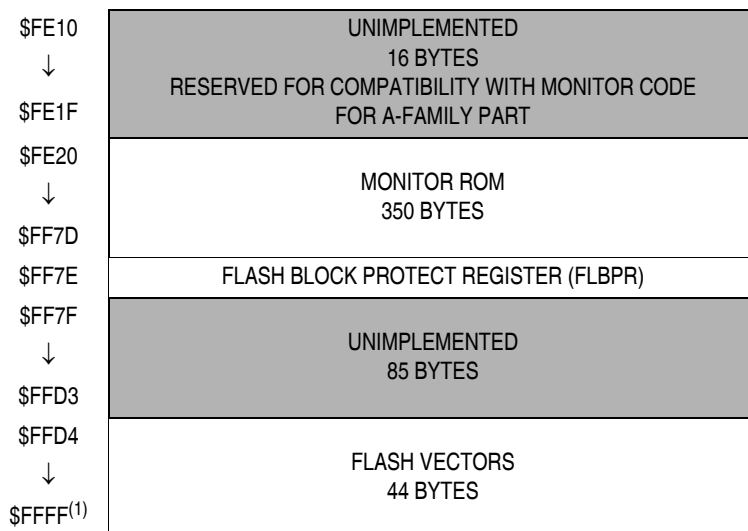 $FE10
↓
$FE1F
UNIMPLEMENTED
16 BYTES
RESERVED FOR COMPATIBILITY WITH MONITOR CODE
FOR A-FAMILY PART
$FE20
↓
$FF7D
MONITOR ROM
350 BYTES
$FF7E
FLASH BLOCK PROTECT REGISTER (FLBPR)
$FF7F
↓
$FFD3
UNIMPLEMENTED
85 BYTES
$FFD4
↓
$FFFF(1)
FLASH VECTORS
44 BYTES